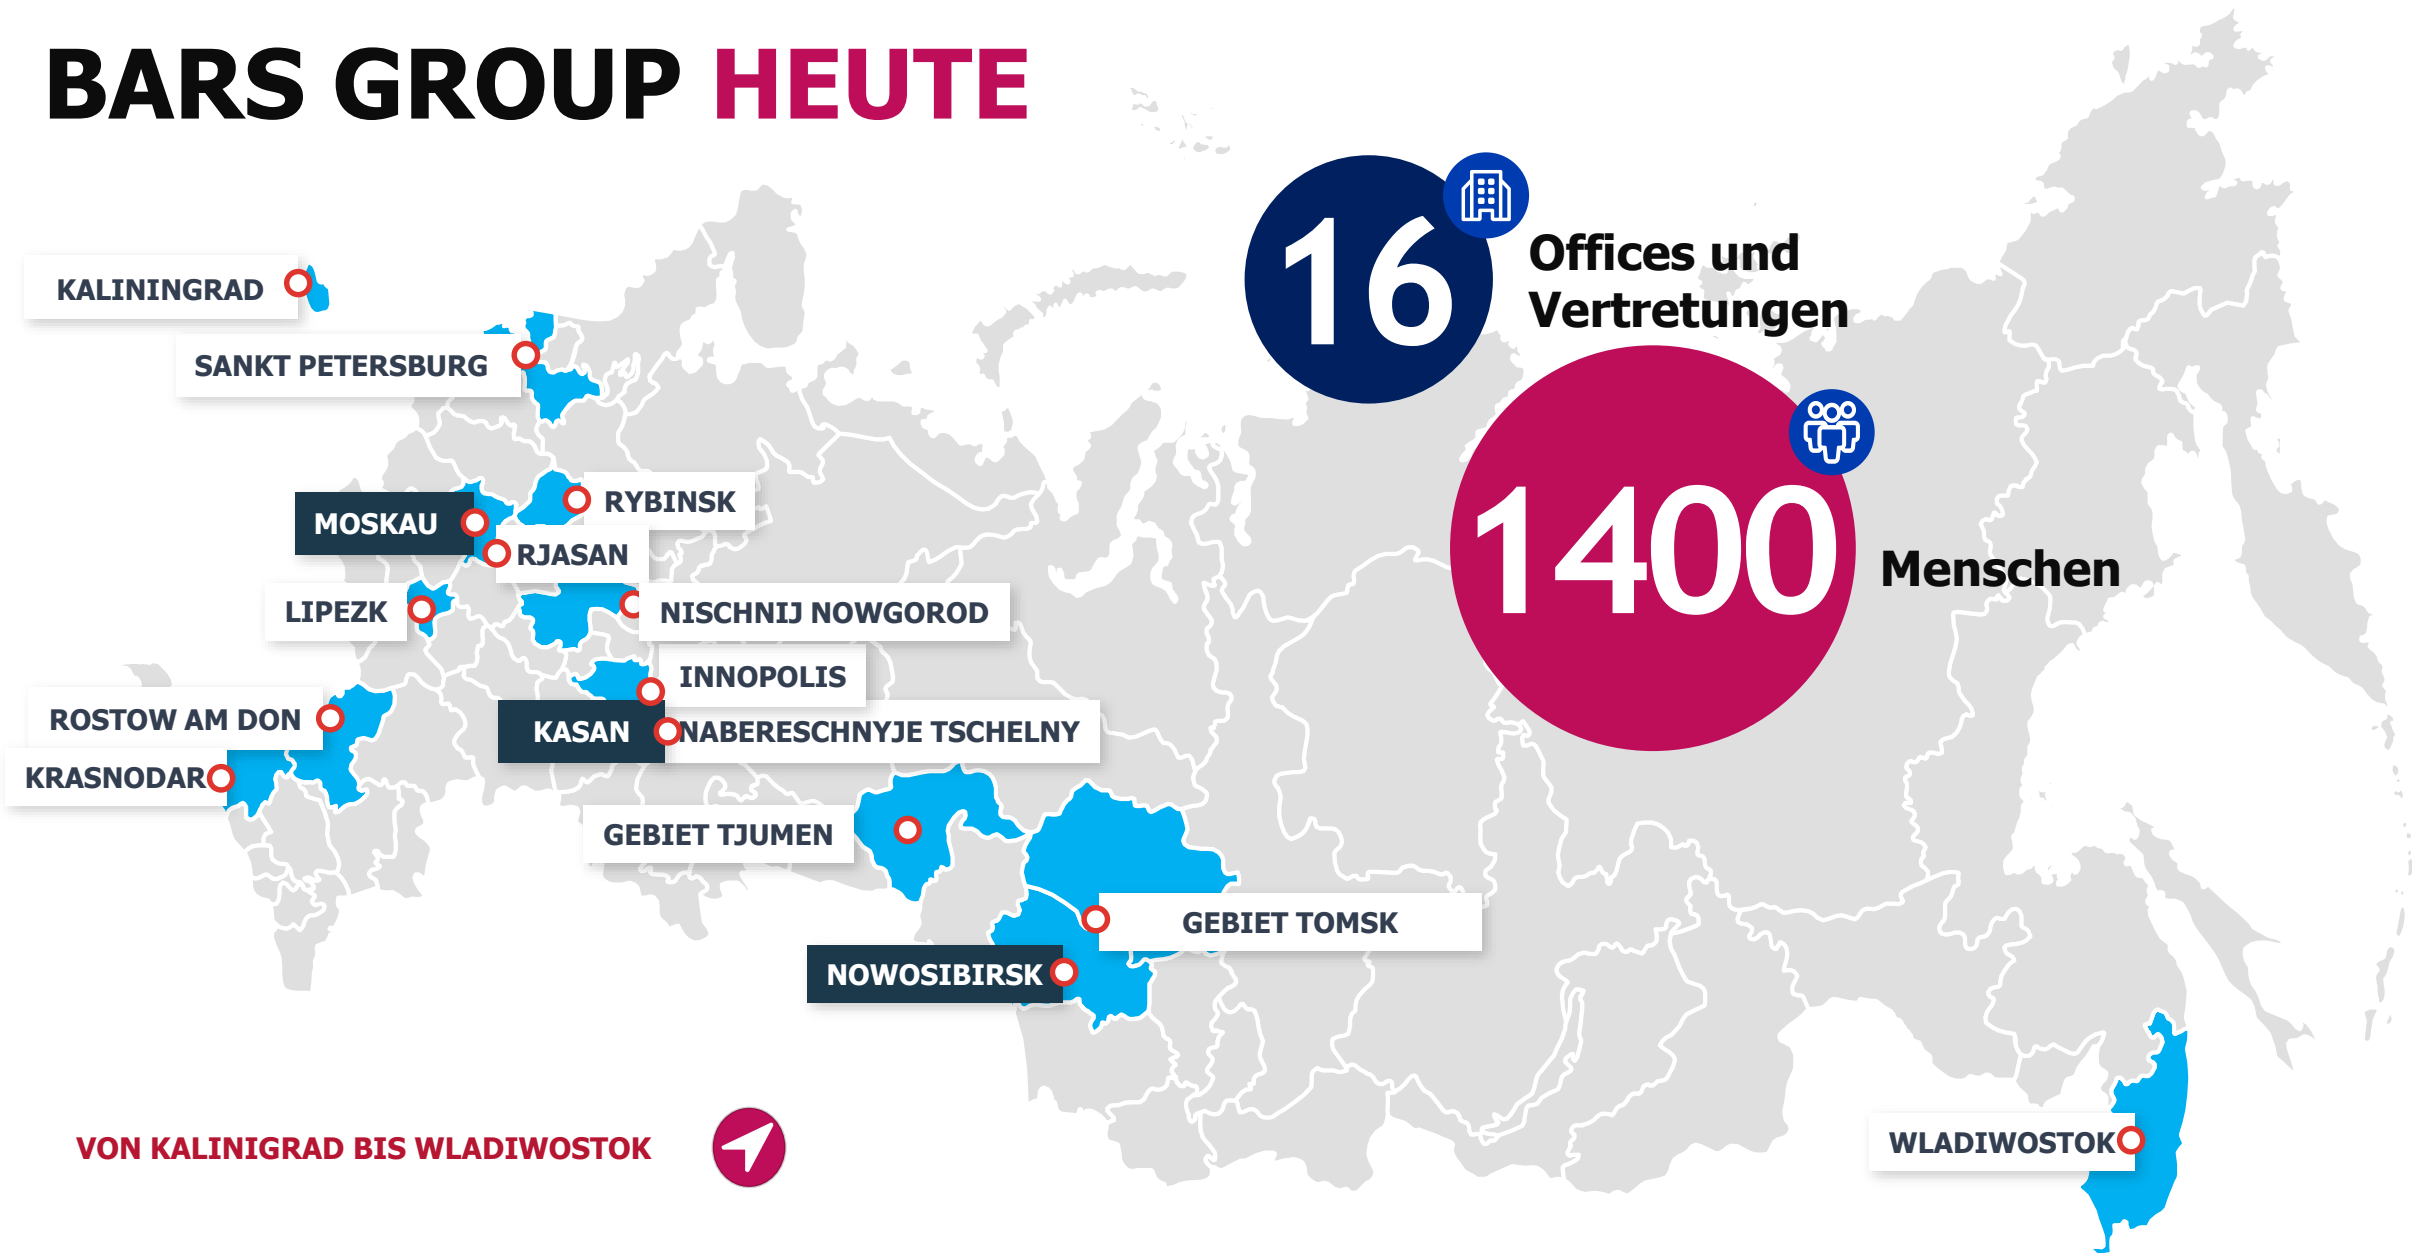 BARS GROUP HEUTE
16
Offices und
Vertretungen
1400
Menschen
KALININGRAD
SANKT PETERSBURG
RYBINSK
MOSKAU
RJASAN
LIPEZK
NISCHNIJ NOWGOROD
INNOPOLIS
ROSTOW AM DON
KASAN
NABERESCHNYJE TSCHELNY
KRASNODAR
GEBIET TJUMEN
GEBIET TOMSK
NOWOSIBIRSK
WLADIWOSTOK
VON KALINIGRAD BIS WLADIWOSTOK